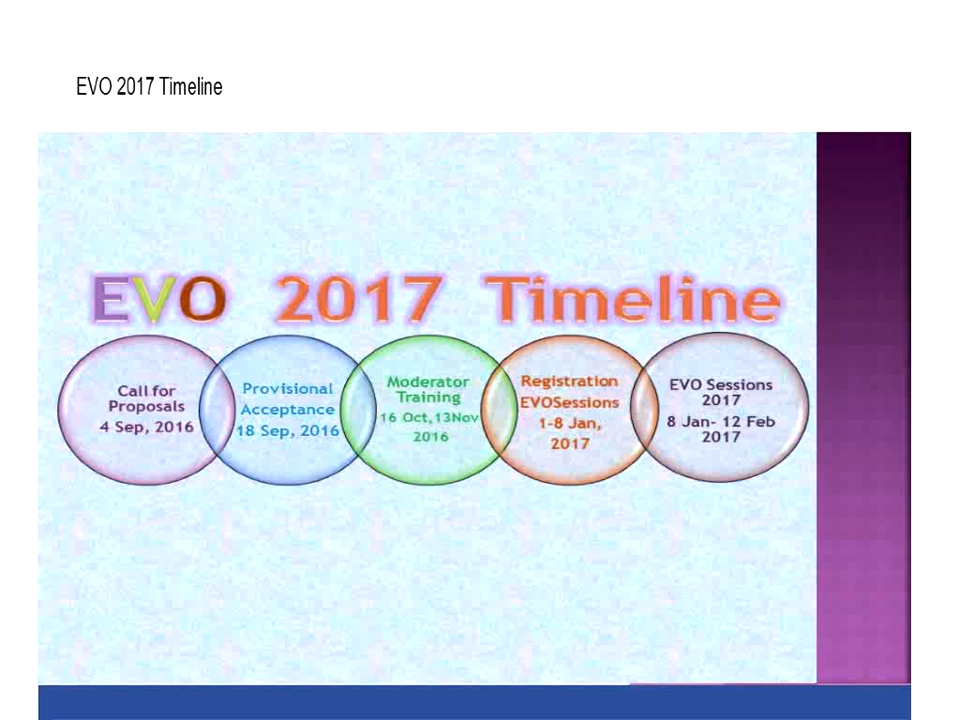 EVO 2017 Timeline
EVO 2017 Timeline
Call for
Proposals
4 Sep, 2016
Provisional
Acceptance
18 Sep, 2016
Moderator
Training
16 Oct,13Nov
2016
Registration
EVOSessions
1-8 Jan,
2017
EVO Sessions
2017
8 Jan- 12 Feb
2017